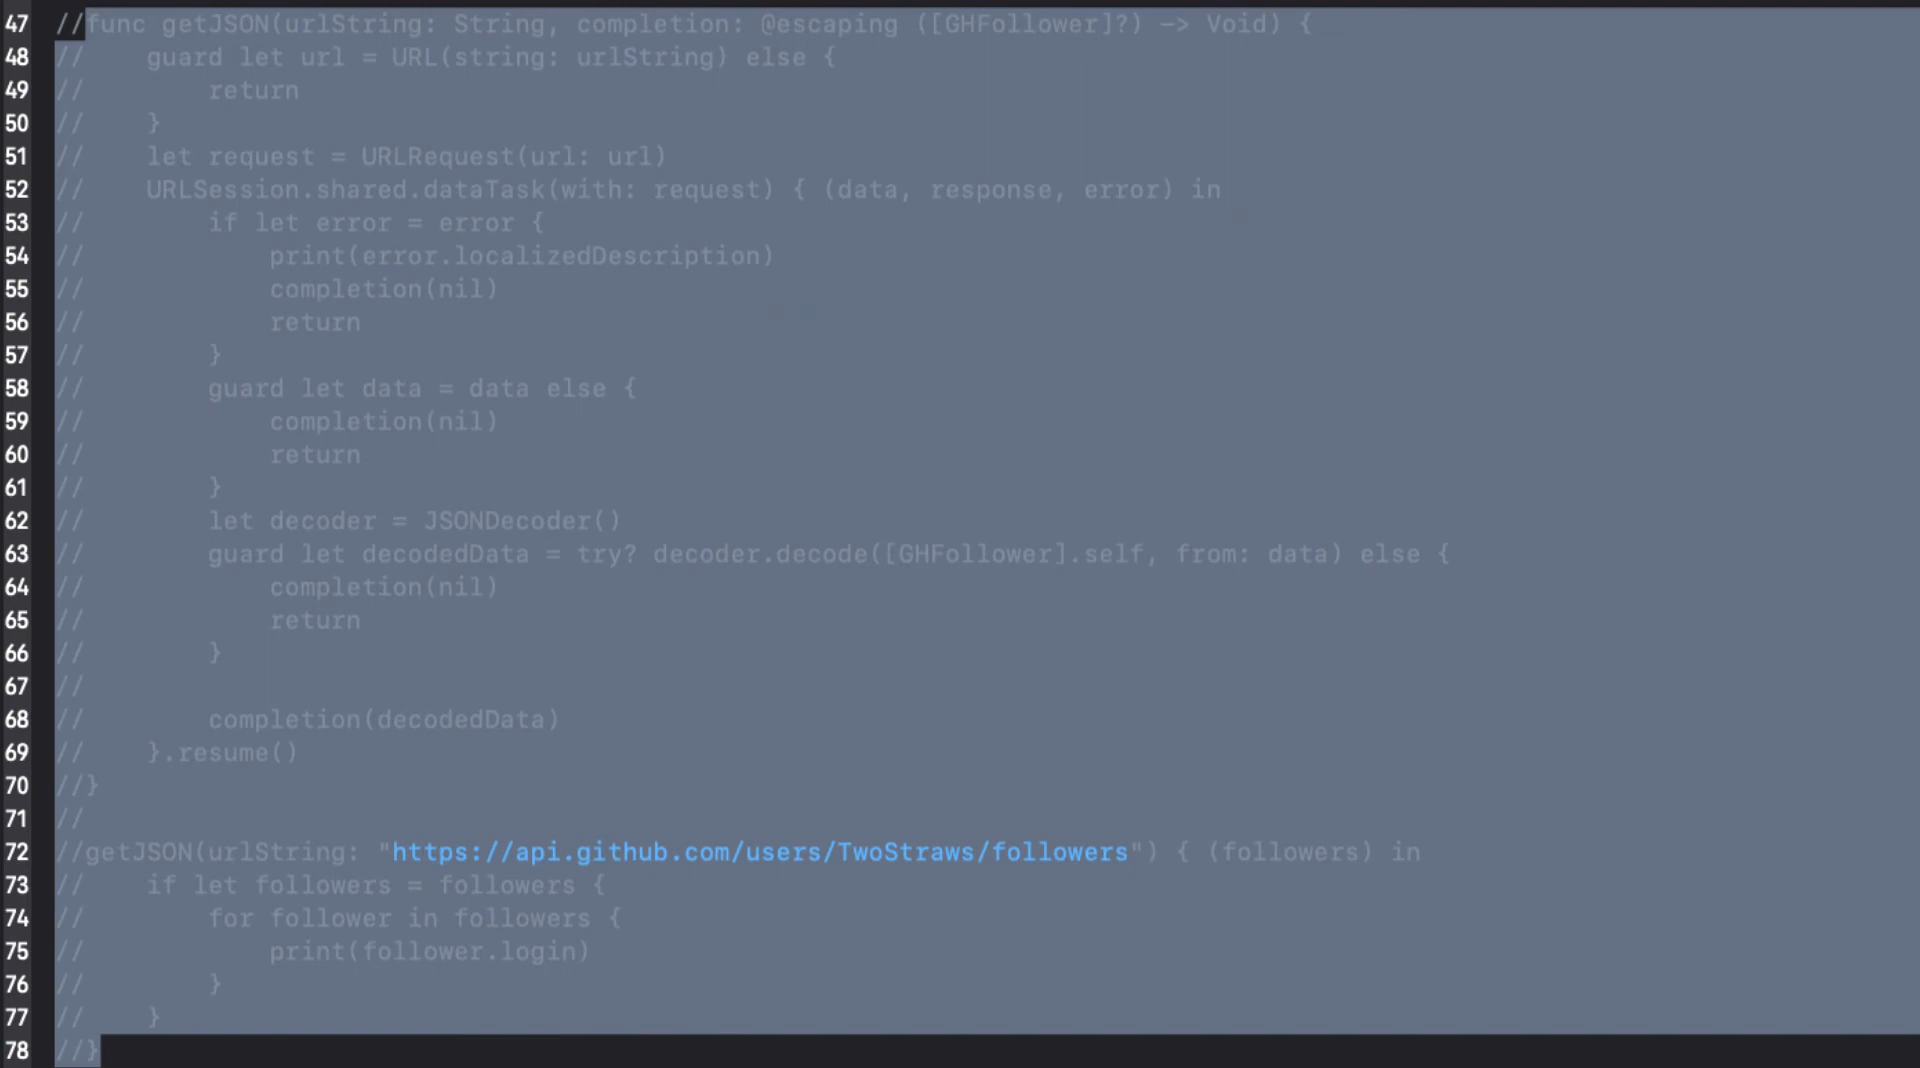 47 //func getJSON(urlString: String, completion: @escaping ([GHFollower]?) -> Void) {
48 //    guard let url = URL(string: urlString) else {
49 //        return
50 //    }
51 //    let request = URLRequest(url: url)
52 //    URLSession.shared.dataTask(with: request) { (data, response, error) in
53 //        if let error = error {
54 //            print(error.localizedDescription)
55 //            completion(nil)
56 //            return
57 //        }
58 //        guard let data = data else {
59 //            completion(nil)
60 //            return
61 //        }
62 //        let decoder = JSONDecoder()
63 //        guard let decodedData = try? decoder.decode([GHFollower].self, from: data) else {
64 //            completion(nil)
65 //            return
66 //        }
67 //
68 //        completion(decodedData)
69 //    }.resume()
70 //}
71 //
72 //getJSON(urlString: "https://api.github.com/users/TwoStraws/followers") { (followers) in
73 //    if let followers = followers {
74 //        for follower in followers {
75 //            print(follower.login)
76 //        }
77 //    }
78 //}